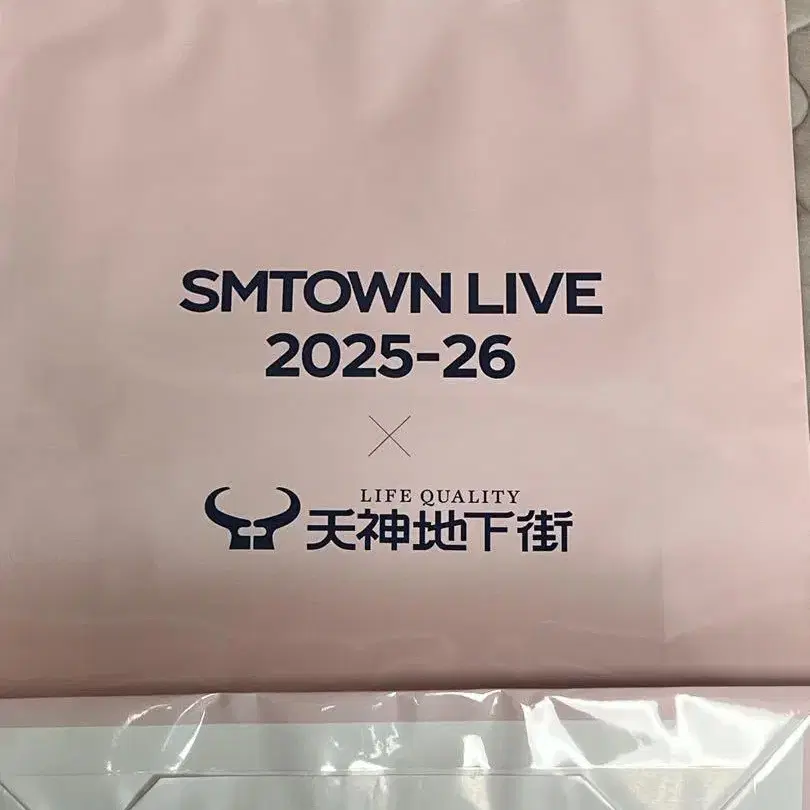 SMTOWN LIVE
2025-26
×
LIFE QUALITY
天神地下街